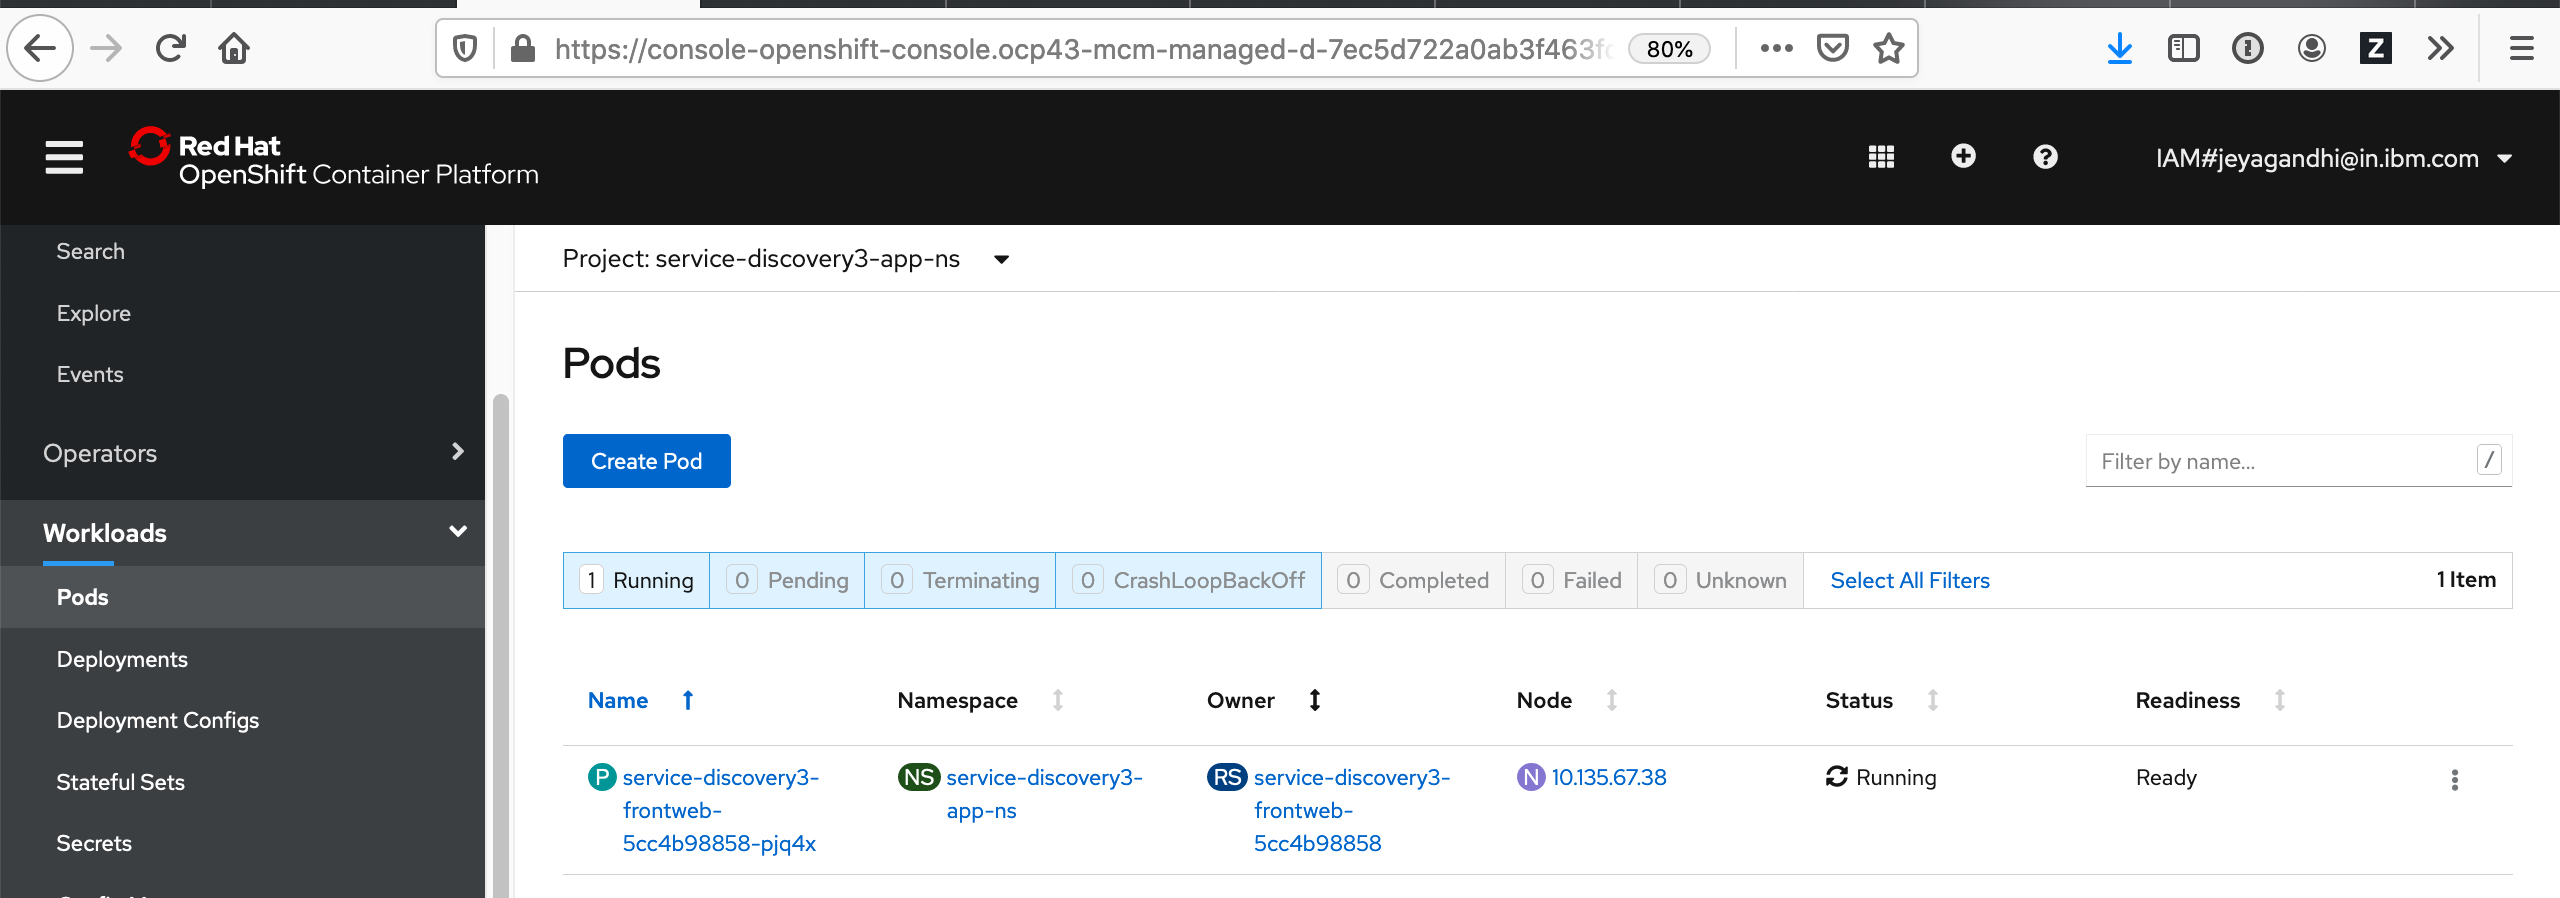 https://console-openshift-console.ocp43-mcm-managed-d-7ec5d722a0ab3f463f
80%
Z
Red Hat
OpenShift Container Platform
IAM#jeyagandhi@in.ibm.com
Search
Explore
Events
Operators
Workloads
Pods
Deployments
Deployment Configs
Stateful Sets
Secrets
Project: service-discovery3-app-ns
Pods
Create Pod
Filter by name...
/
1 Running
0 Pending
0 Terminating
0 CrashLoopBackOff
0 Completed
0 Failed
0 Unknown
Select All Filters
1 Item
Name
Namespace
Owner
Node
Status
Readiness
P service-discovery3-
frontweb-
5cc4b98858-pjq4x
NS service-discovery3-
app-ns
RS service-discovery3-
frontweb-
5cc4b98858
N 10.135.67.38
Running
Ready